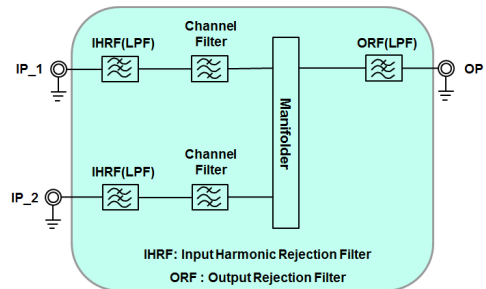 Channel
Filter
IHRF(LPF)
ORF(LPF)
IP_1
OP
Manifolder
Channel
Filter
IHRF(LPF)
IP_2
IHRF: Input Harmonic Rejection Filter
ORF : Output Rejection Filter